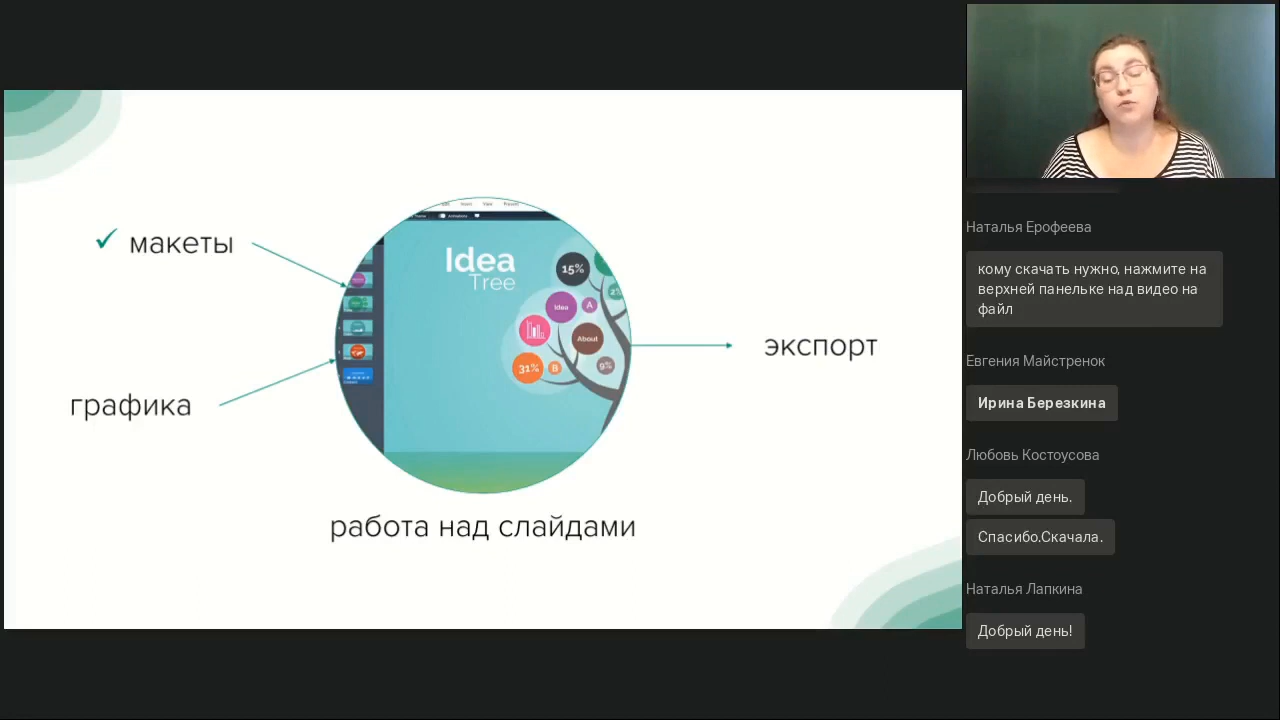 ✓ макеты
графика
Idea
Tree
15%
2%
Idea
A
About
31%
B
9%
экспорт
работа над слайдами
Наталья Ерофеева
кому скачать нужно, нажмите на
верхней панельке над видео на
файл
Евгения Майстренок
Ирина Березкина
Любовь Костоусова
Добрый день.
Спасибо.Скачала.
Наталья Лапкина
Добрый день!